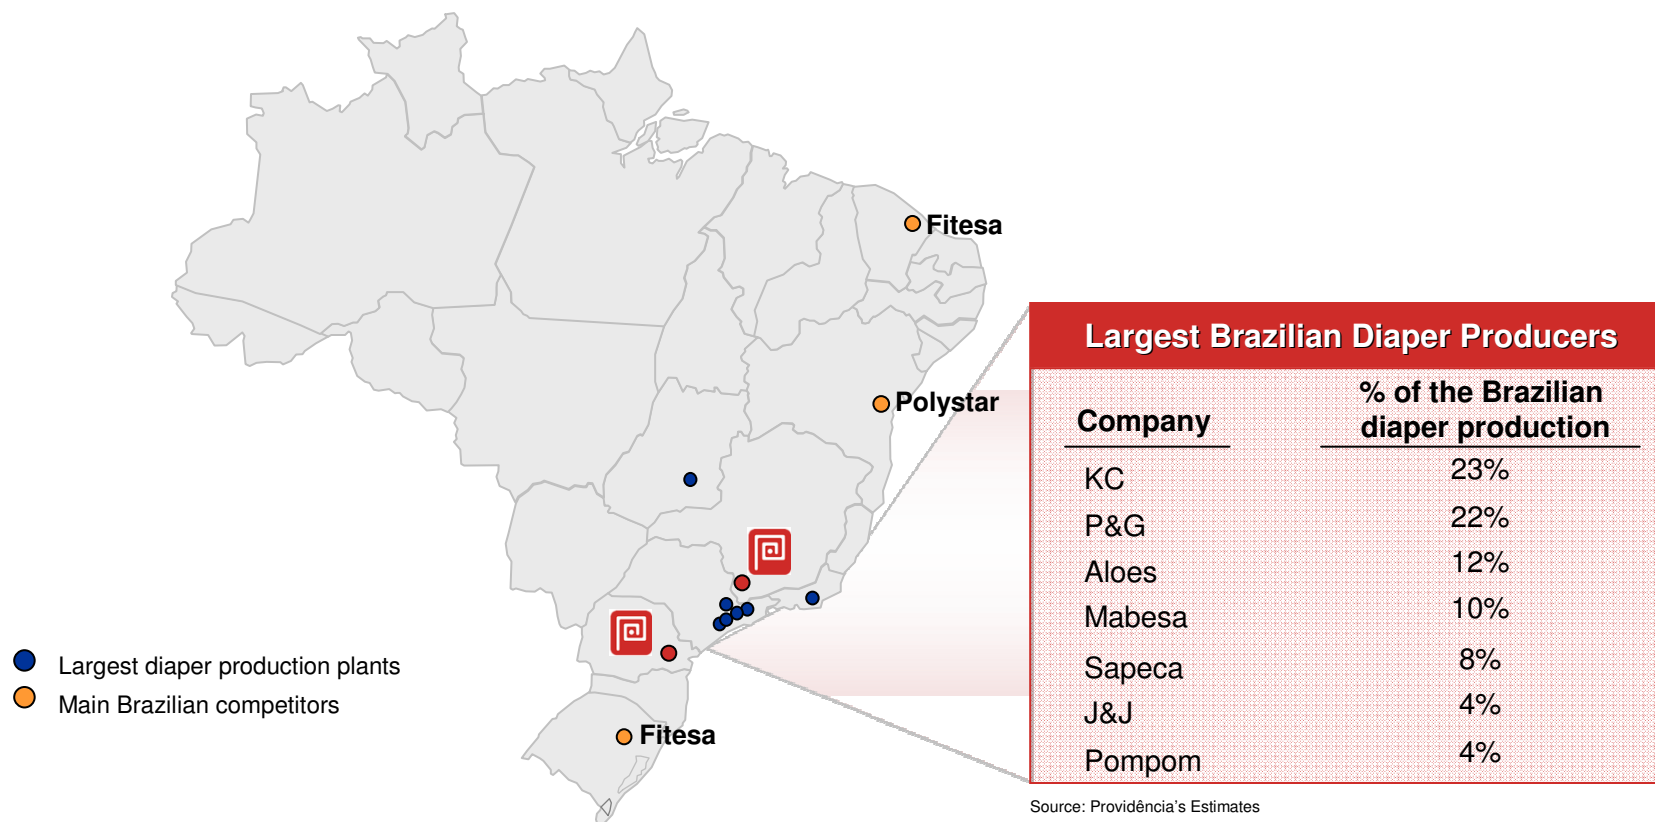 Fitesa
Polystar
Fitesa
Largest diaper production plants
Main Brazilian competitors
Largest Brazilian Diaper Producers
Company
% of the Brazilian
diaper production
KC 23%
P&G 22%
Aloes 12%
Mabesa 10%
Sapeca 8%
J&J 4%
Pompom 4%
Source: Providência's Estimates